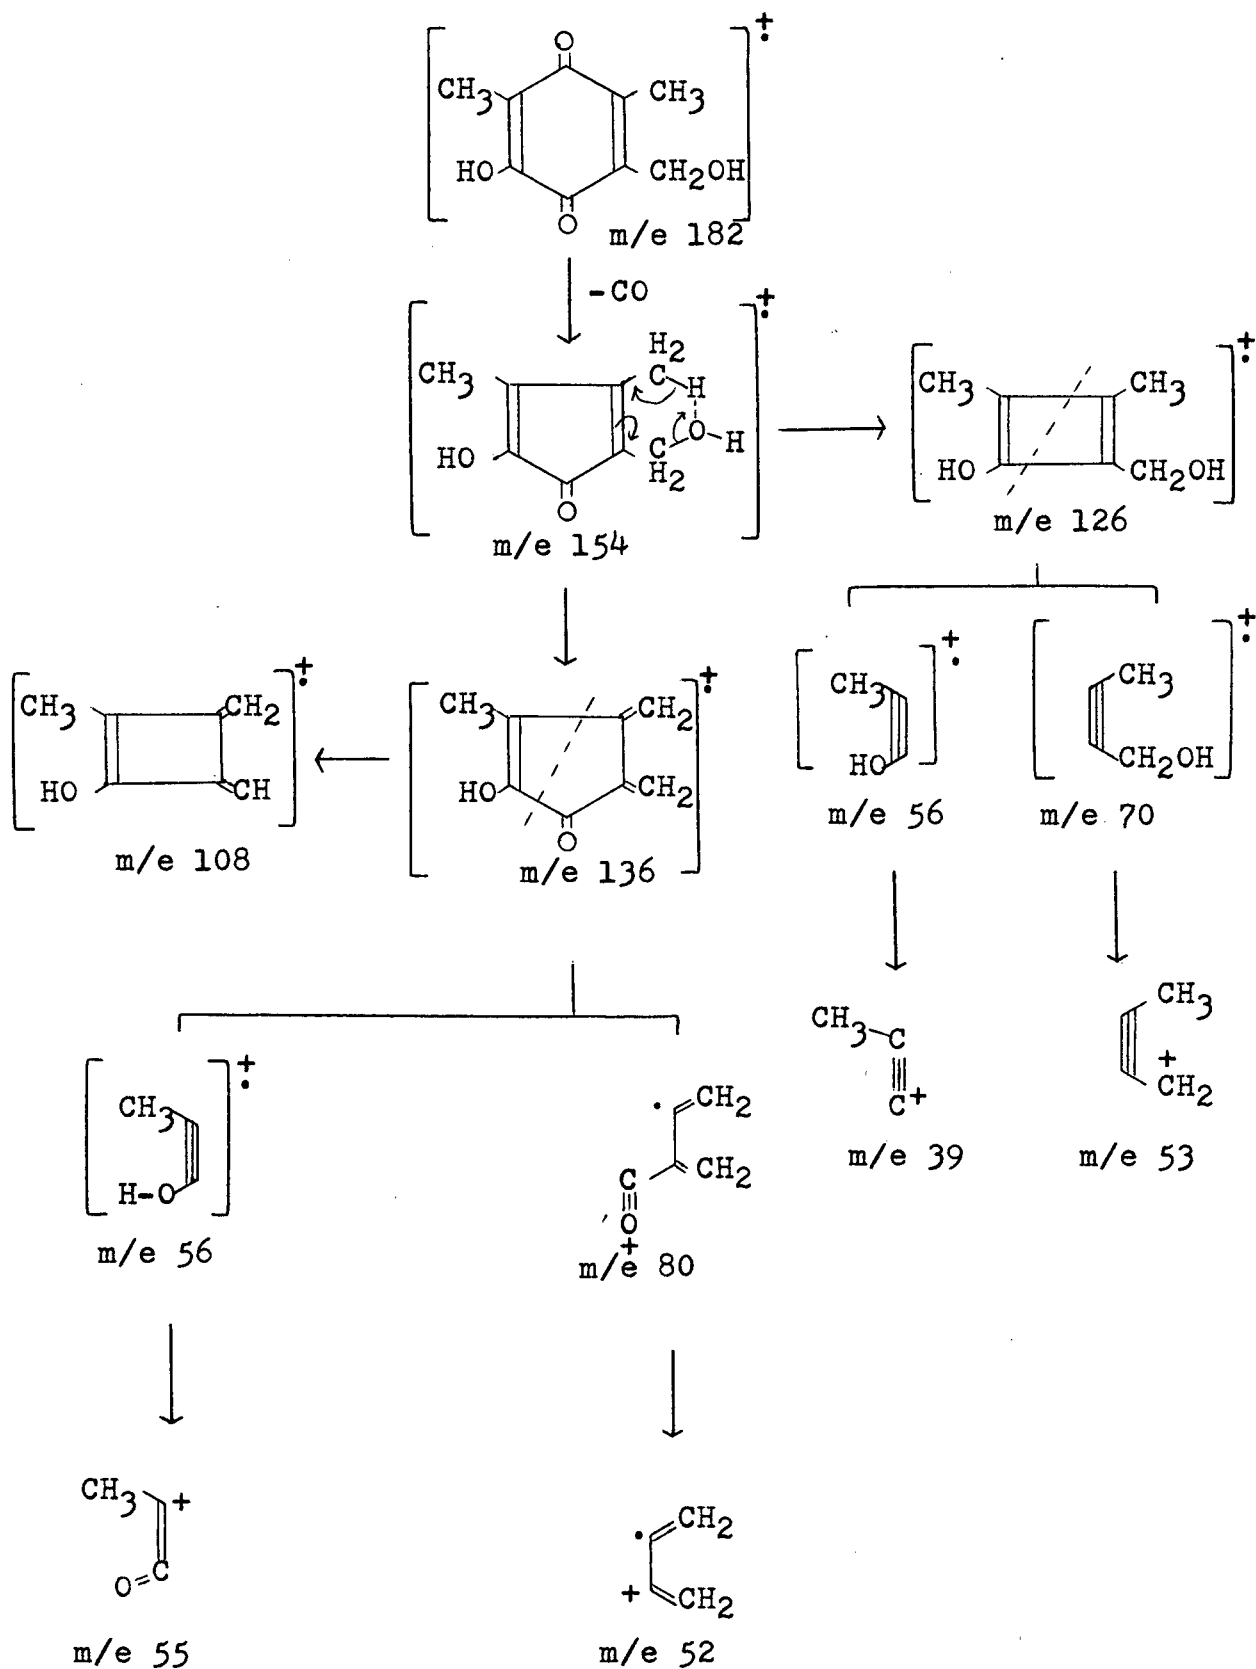 O
CH3 CH3
HO CH2OH
O
m/e 182
-CO
H2
CH3 C H
O-H
HO C
H2
O
m/e 154
CH3 CH3
HO CH2OH
m/e 126
CH3 CH2
HO CH
m/e 108
CH3 CH2
HO CH2
O
m/e 136
CH3
HO
m/e 56
CH3
CH2OH
m/e 70
CH3
H-O
m/e 56
CH2
C CH2
O
+
m/e 80
CH3 C
C+
m/e 39
CH3
+
CH2
m/e 53
CH3 +
O=C
m/e 55
CH2
+ CH2
m/e 52